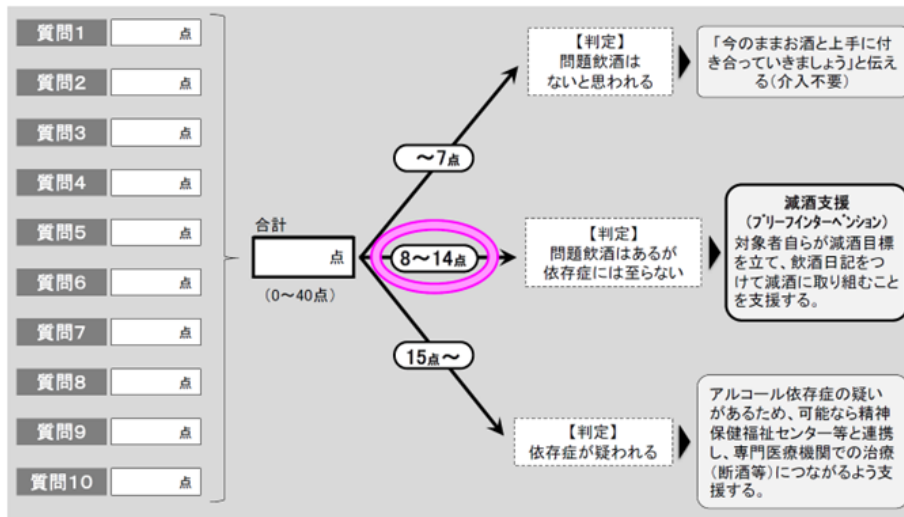 質問1 点
質問2 点
質問3 点
質問4 点
質問5 点
質問6 点
質問7 点
質問8 点
質問9 点
質問10 点
合計
点
（0～40点）
～7点
8～14点
15点～
【判定】
問題飲酒は
ないと思われる
「今のままお酒と上手に付
き合っていきましょう」と伝え
る（介入不要）
【判定】
問題飲酒はあるが
依存症には至らない
減酒支援
（ブリーフインターベンション）
対象者自らが減酒目標
を立て、飲酒日記をつ
けて減酒に取り組むこと
を支援する。
【判定】
依存症が疑われる
アルコール依存症の疑い
があるため、可能なら精神
保健福祉センター等と連携
し、専門医療機関での治療
（断酒等）につながるよう支
援する。